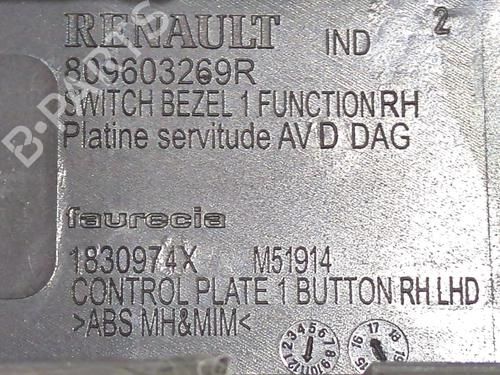 RENAULT IND 2
809603269R
SWITCH BEZEL 1 FUNCTION RH
Platine servitude AV D DAG
faurecia
1830974X M51914
CONTROL PLATE 1 BUTTON RH LHD
>ABS MH&MIM<
B-PARTS